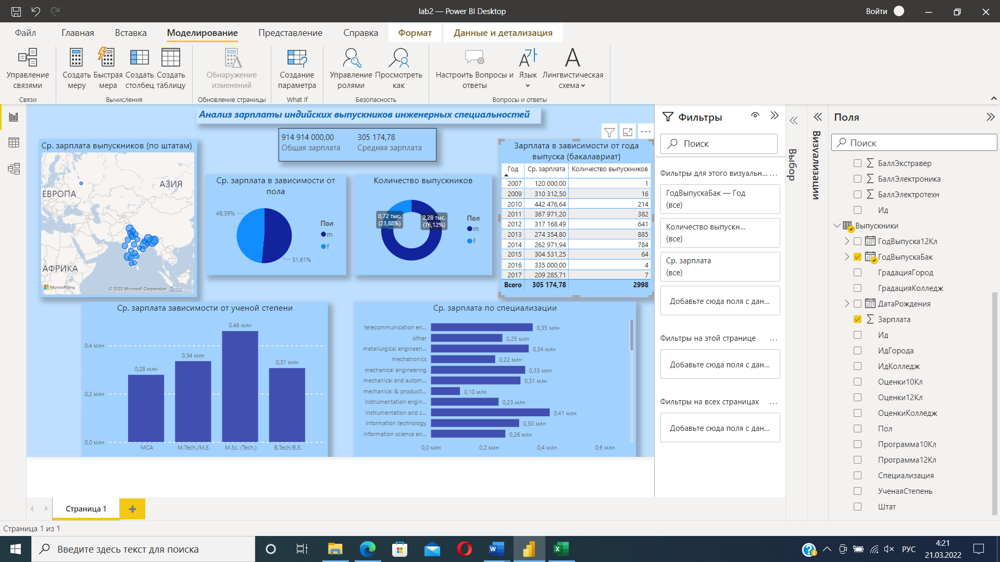 lab2 — Power BI Desktop
Войти
Файл
Главная
Вставка
Моделирование
Представление
Справка
Формат
Данные и детализация
Управление связями
Создать меру
Быстрая мера
Создать столбец
Создать таблицу
Обнаружение изменений
Создание параметра
Управление ролями
Просмотреть как
Настроить Вопросы и ответы
Язык
Лингвистическая схема
Связи
Вычисления
Обновление страницы
What If
Безопасность
Вопросы и ответы
Анализ зарплаты индийских выпускников инженерных специальностей
914 914 000,00
Общая зарплата
305 174,78
Средняя зарплата
Ср. зарплата выпускников (по штатам)
АЗИЯ
ЕВРОПА
АФРИКА
Microsoft Bing
© 2022 Microsoft Corporation Terms
Ср. зарплата в зависимости от пола
48,39%
51,61%
Пол
m
f
Количество выпускников
0,72 тыс.
(23,88%)
2,28 тыс.
(76,12%)
Пол
m
f
Зарплата в зависимости от года
выпуска (бакалавриат)
Год Ср. зарплата Количество выпускников
2007 120 000,00 1
2009 310 312,50 16
2010 442 476,64 214
2011 367 971,20 382
2012 317 168,49 641
2013 274 354,80 885
2014 262 971,94 784
2015 304 531,25 64
2016 335 000,00 4
2017 209 285,71 7
Всего 305 174,78 2998
Ср. зарплата зависимости от ученой степени
0,4 млн
0,2 млн
0,0 млн
0,28 млн
0,34 млн
0,46 млн
0,31 млн
MCA
M.Tech./M.E.
M.Sc. (Tech.)
B.Tech/B.E.
Ср. зарплата по специализации
telecommunication en... 0,35 млн
other 0,25 млн
metallurgical engineeri... 0,34 млн
mechatronics 0,22 млн
mechanical engineering 0,33 млн
mechanical and autom... 0,31 млн
mechanical & producti... 0,10 млн
instrumentation engin... 0,23 млн
instrumentation and c... 0,41 млн
information technology 0,30 млн
information science en... 0,26 млн
0,0 млн 0,2 млн 0,4 млн 0,6 млн
Фильтры
Поиск
Фильтры для этого визуальн... ...
ГодВыпускаБак — Год
(все)
Количество выпускн...
(все)
Ср. зарплата
(все)
Добавьте сюда поля с дан...
Фильтры на этой странице ...
Добавьте сюда поля с дан...
Фильтры на всех страницах ...
Добавьте сюда поля с дан...
Выбор
Визуализации
Поля
Поиск
БаллЭкстравер
БаллЭлектроника
БаллЭлектротехн
Ид
Выпускники
ГодВыпуска12Кл
ГодВыпускаБак
ГрадацияГород
ГрадацияКолледж
ДатаРождения
Зарплата
Ид
ИдГорода
ИдКолледж
Оценки10Кл
Оценки12Кл
ОценкиКолледж
Пол
Программа10Кл
Программа12Кл
Специализация
УченаяСтепень
Штат
Страница 1
Страница 1 из 1
Введите здесь текст для поиска
РУС
4:21
21.03.2022